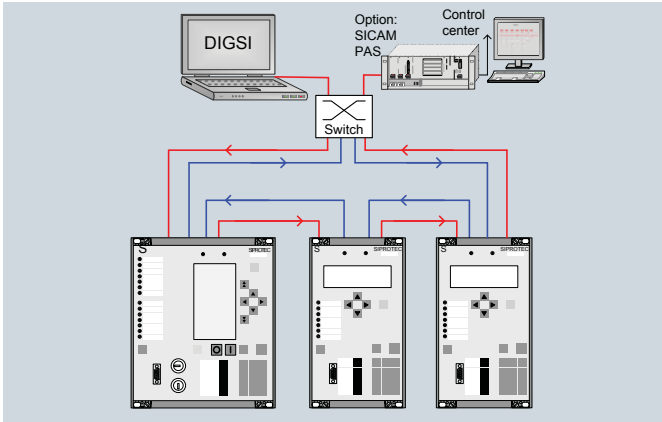 DIGSI
Option:
SICAM
PAS
Control
center
Switch
S
SIPROTEC
S
SIPROTEC
S
SIPROTEC